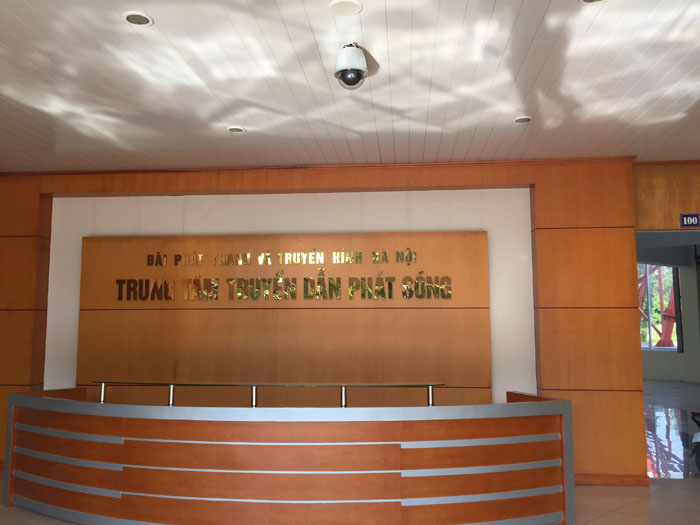 ĐÀI PHÁT THANH VÀ TRUYỀN HÌNH HÀ NỘI
TRUNG TÂM TRUYỀN DẪN PHÁT SÓNG
100